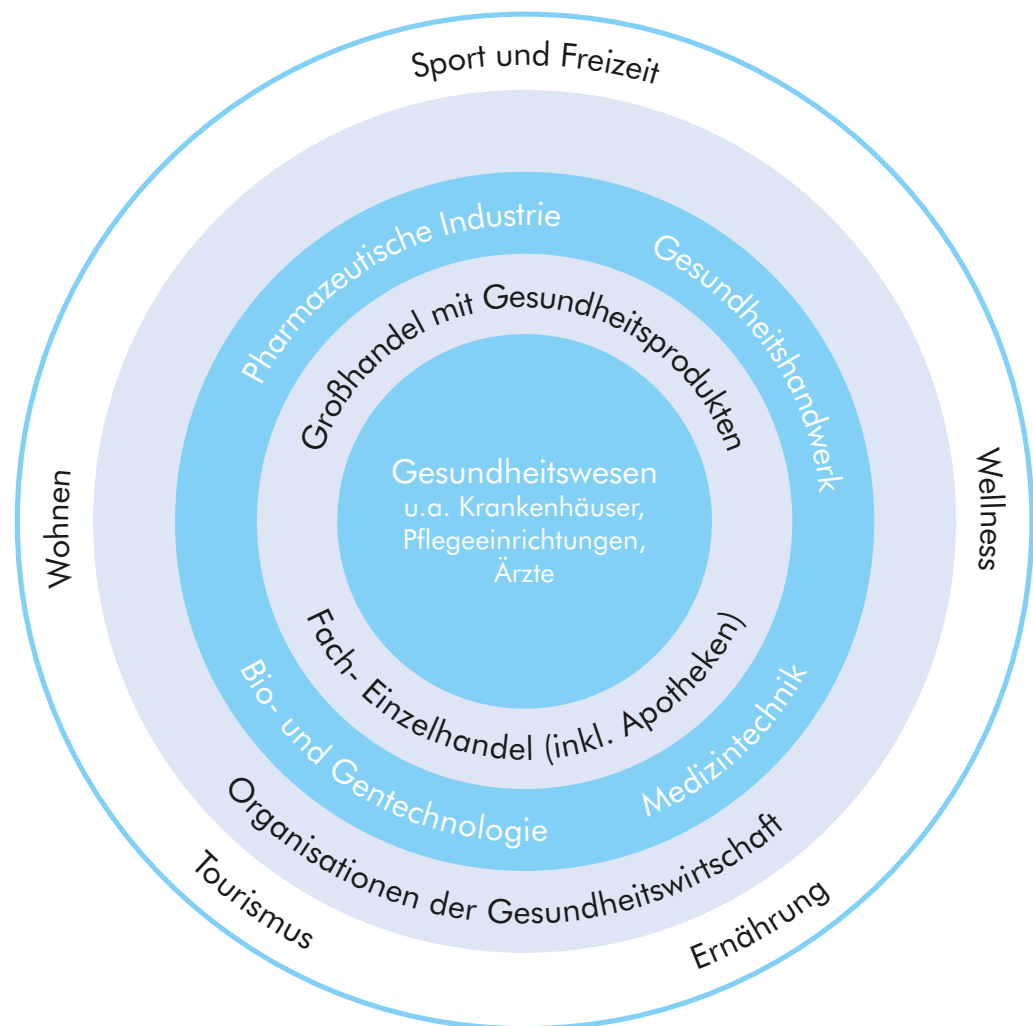 Sport und Freizeit
Pharmazeutische Industrie
Gesundheitshandwerk
Großhandel mit Gesundheitsprodukten
Gesundheitswesen
u.a. Krankenhäuser,
Pflegeeinrichtungen,
Ärzte
Wohnen
Wellness
Fach- Einzelhandel (inkl. Apotheken)
Bio- und Gentechnologie
Medizintechnik
Organisationen der Gesundheitswirtschaft
Tourismus
Ernährung